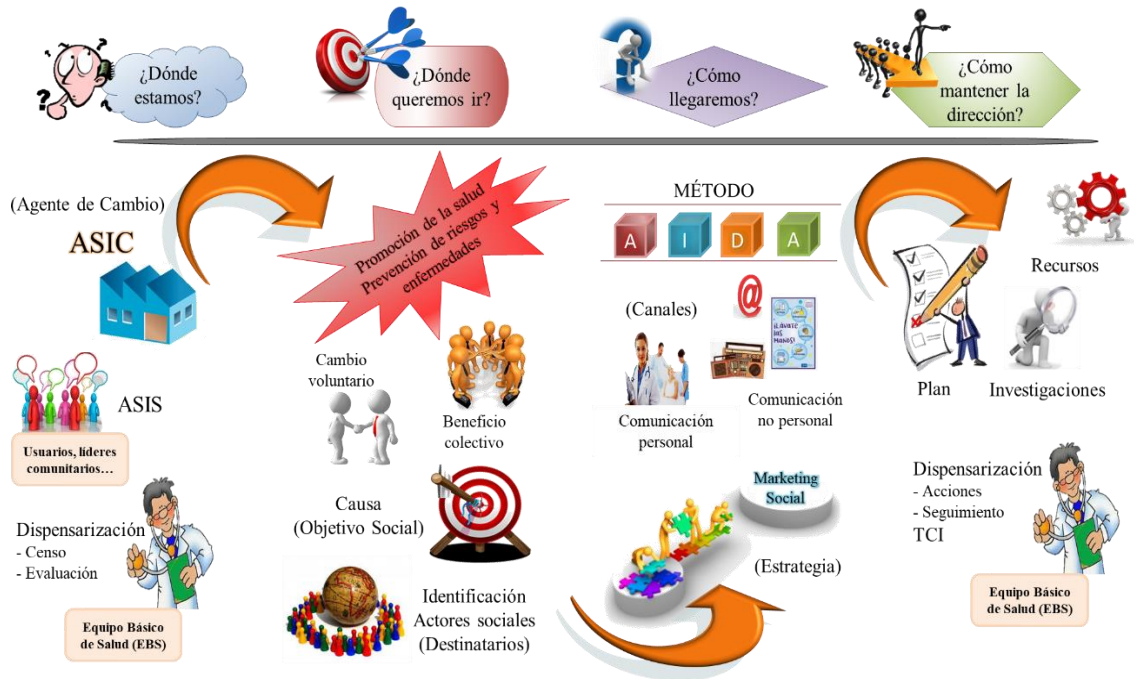 ¿Dónde
estamos?
¿Dónde
queremos ir?
¿Cómo
llegaremos?
¿Cómo
mantener la
dirección?
(Agente de Cambio)
ASIC
ASIS
Usuarios, líderes
comunitarios…
Dispensarización
- Censo
- Evaluación
Equipo Básico
de Salud (EBS)
Promoción de la salud
Prevención de riesgos y
enfermedades
Cambio
voluntario
Beneficio
colectivo
Causa
(Objetivo Social)
Identificación
Actores sociales
(Destinatarios)
MÉTODO
A I D A
(Canales)
@
¡LÁVATE
LAS
MANOS!
Comunicación
personal
Comunicación
no personal
Marketing
Social
(Estrategia)
Recursos
Plan
Investigaciones
Dispensarización
- Acciones
- Seguimiento
TCI
Equipo Básico
de Salud (EBS)